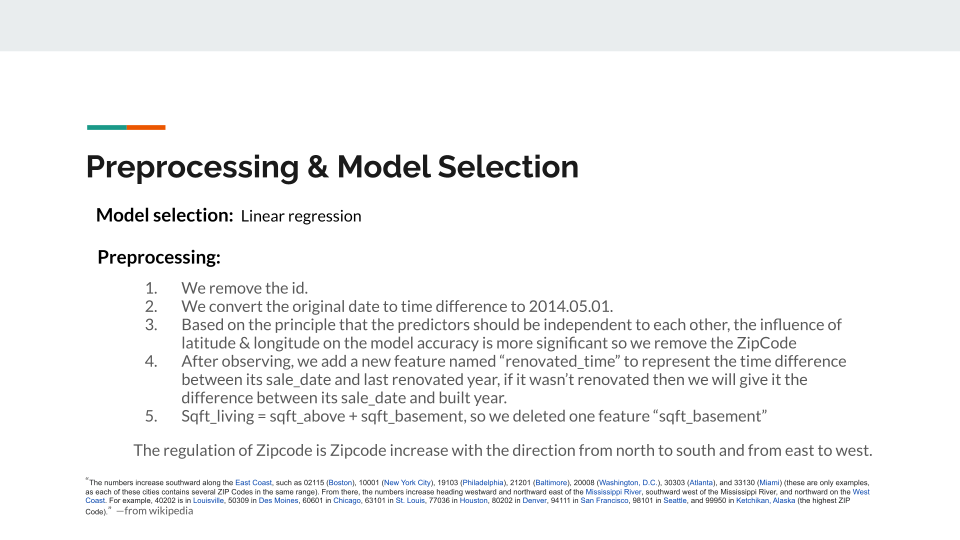 Preprocessing & Model Selection
Model selection: Linear regression
Preprocessing:
1. We remove the id.
2. We convert the original date to time difference to 2014.05.01.
3. Based on the principle that the predictors should be independent to each other, the influence of
latitude & longitude on the model accuracy is more significant so we remove the ZipCode
4. After observing, we add a new feature named “renovated_time” to represent the time difference
between its sale_date and last renovated year, if it wasn’t renovated then we will give it the
difference between its sale_date and built year.
5. Sqft_living = sqft_above + sqft_basement, so we deleted one feature “sqft_basement”
The regulation of Zipcode is Zipcode increase with the direction from north to south and from east to west.
“The numbers increase southward along the East Coast, such as 02115 (Boston), 10001 (New York City), 19103 (Philadelphia), 21201 (Baltimore), 20008 (Washington, D.C.), 30303 (Atlanta), and 33130 (Miami) (these are only examples,
as each of these cities contains several ZIP Codes in the same range). From there, the numbers increase heading westward and northward east of the Mississippi River, southward west of the Mississippi River, and northward on the West
Coast. For example, 40202 is in Louisville, 50309 in Des Moines, 60601 in Chicago, 63101 in St. Louis, 77036 in Houston, 80202 in Denver, 94111 in San Francisco, 98101 in Seattle, and 99950 in Ketchikan, Alaska (the highest ZIP
Code).” —from wikipedia